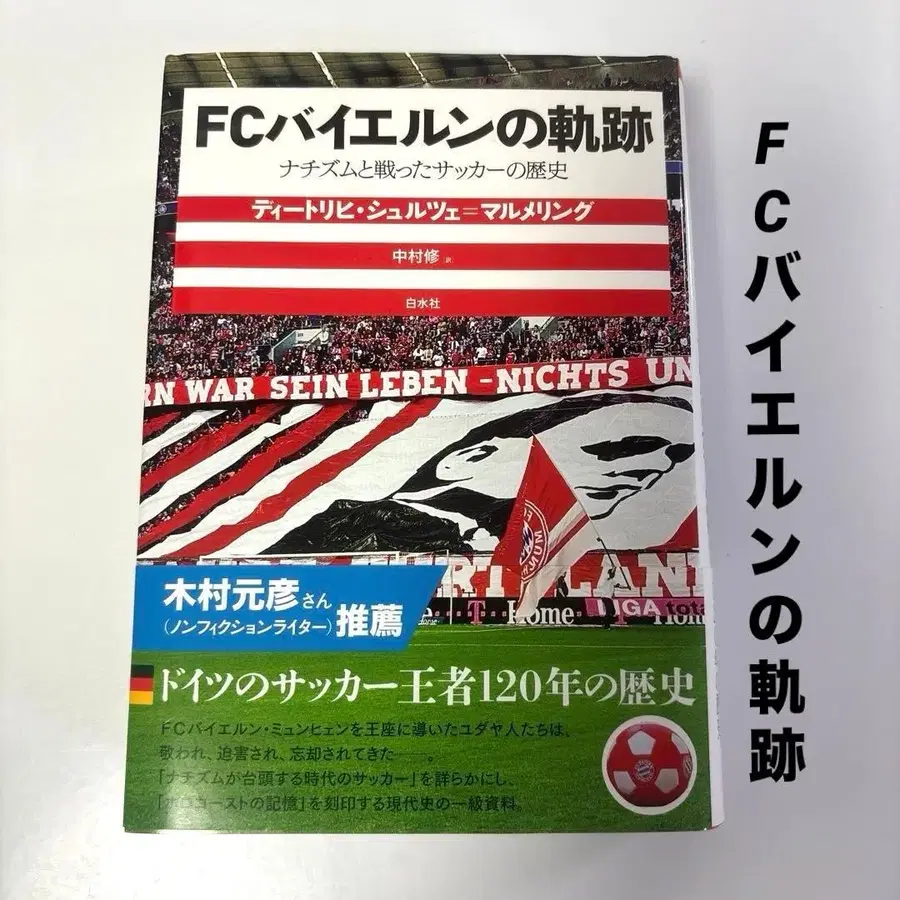 FCバイエルンの軌跡
ナチズムと戦ったサッカーの歴史
ディートリヒ・シュルツェ=マルメリング
中村修 訳
白水社
RN WAR SEIN LEBEN - NICHTS UN
木村元彦さん
(ノンフィクションライター)推薦
Home
LIGA tota
ドイツのサッカー王者120年の歴史
FCバイエルン・ミュンヒェンを王座に導いたユダヤ人たちは、
敬われ、迫害され、忘却されてきた――。
「ナチズムが台頭する時代のサッカー」を詳らかにし、
「ホロコーストの記憶」を刻印する現代史の一級資料。
FCバイエルンの軌跡